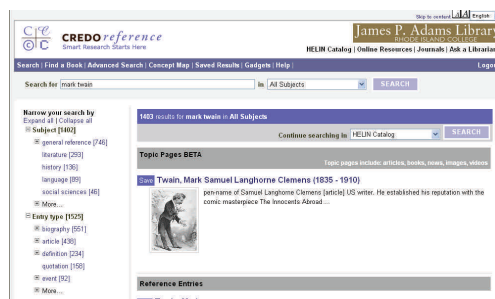 Skip to content A A A English
CREDO reference
Smart Research Starts Here
James P. Adams Library
RHODE ISLAND COLLEGE
HELIN Catalog | Online Resources | Journals | Ask a Librarian
Search | Find a Book | Advanced Search | Concept Map | Saved Results | Gadgets | Help | Logo
Search for mark twain in All Subjects SEARCH
Narrow your search by
Expand all | Collapse all
Subject [1402]
general reference [746]
literature [293]
history [136]
language [89]
social sciences [46]
More...
Entry type [1525]
biography [551]
article [436]
definition [234]
quotation [156]
event [92]
More...
1403 results for mark twain in All Subjects
Continue searching in HELIN Catalog SEARCH
Topic Pages BETA
Topic pages include: articles, books, news, images, videos
Save Twain, Mark Samuel Langhorne Clemens (1835 - 1910)
pen-name of Samuel Langhorne Clemens [article] US writer. He established his reputation with the
comic masterpiece The Innocents Abroad ...
Reference Entries